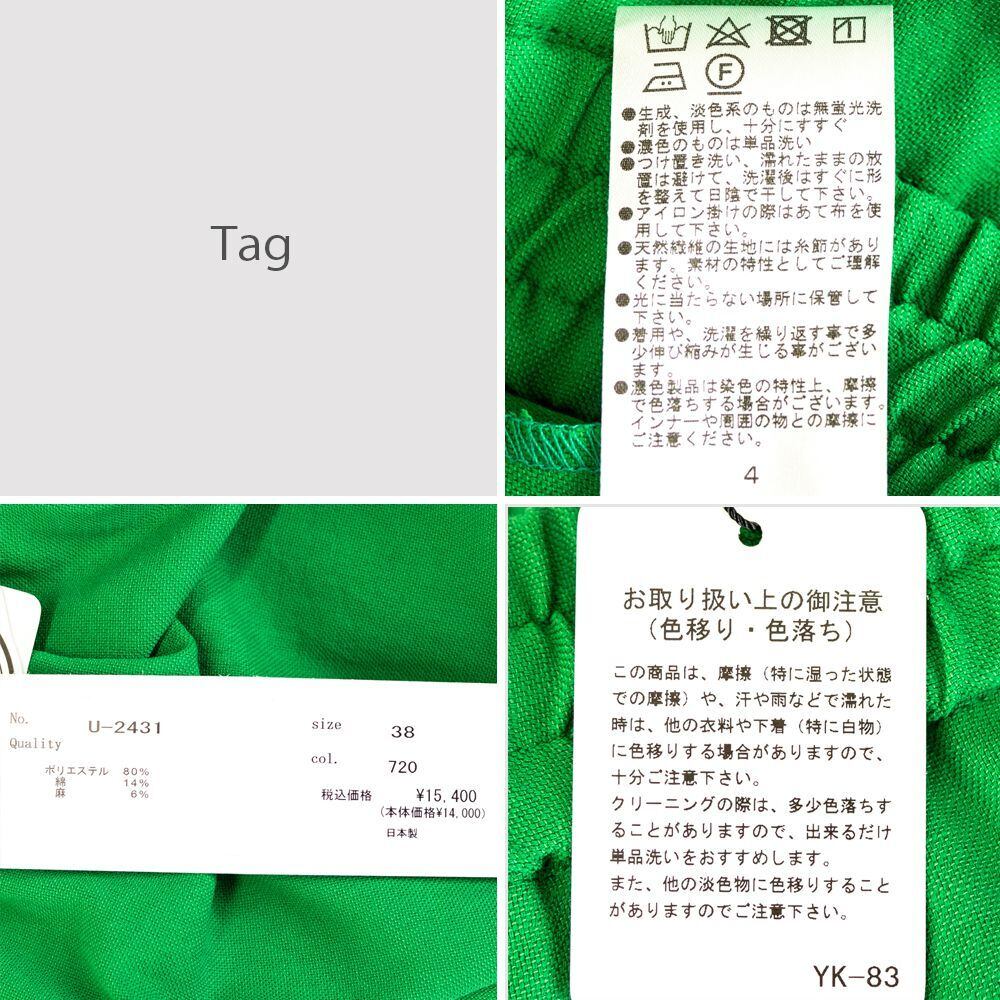 Tag
1
F
●生成、淡色系のものは無蛍光洗
剤を使用し、十分にすすぐ
●濃色のものは単品洗い
●つけ置き洗い、濡れたままの放
置は避けて、洗濯後はすぐに形
を整えて日陰で干して下さい。
●アイロン掛けの際はあて布を使
用して下さい。
●天然繊維の生地には糸節があり
ます。素材の特性としてご理解
ください。
●光に当たらない場所に保管して
下さい。
●着用や、洗濯を繰り返す事で多
少伸び縮みが生じる事がござい
ます。
●濃色製品は染色の特性上、摩擦
で色落ちする場合がございます。
インナーや周囲の物との摩擦に
ご注意ください。
4
No. U-2431
Quality
ポリエステル 80%
綿 14%
麻 6%
size 38
col. 720
税込価格 ¥15,400
(本体価格¥14,000)
日本製
お取り扱い上の御注意
(色移り・色落ち)
この商品は、摩擦(特に湿った状態
での摩擦)や、汗や雨などで濡れた
時は、他の衣料や下着(特に白物)
に色移りする場合がありますので、
十分ご注意下さい。
クリーニングの際は、多少色落ちす
ることがありますので、出来るだけ
単品洗いをおすすめします。
また、他の淡色物に色移りすること
がありますのでご注意下さい。
YK-83